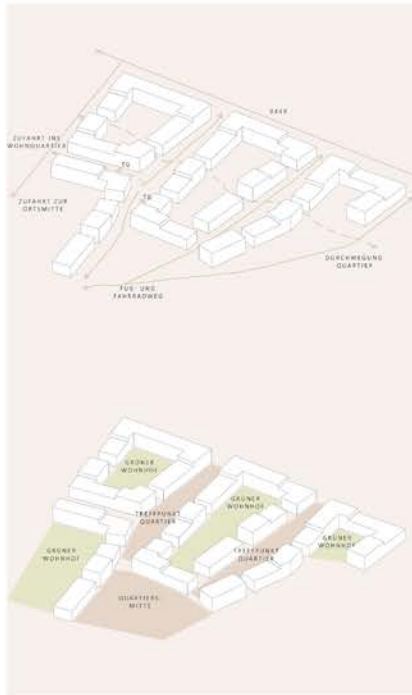 ZUFAHRT INS
WOHNQUARTIER
TG
TG
ZUFAHRT ZUR
ORTSMITTE
FUß- UND
FAHRRADWEG
DURCHWEGUNG
QUARTIER
GRÜNER
WOHNHOF
TREFFPUNKT
QUARTIER
GRÜNER
WOHNHOF
GRÜNER
WOHNHOF
TREFFPUNKT
QUARTIER
GRÜNER
WOHNHOF
QUARTIERS-
MITTE